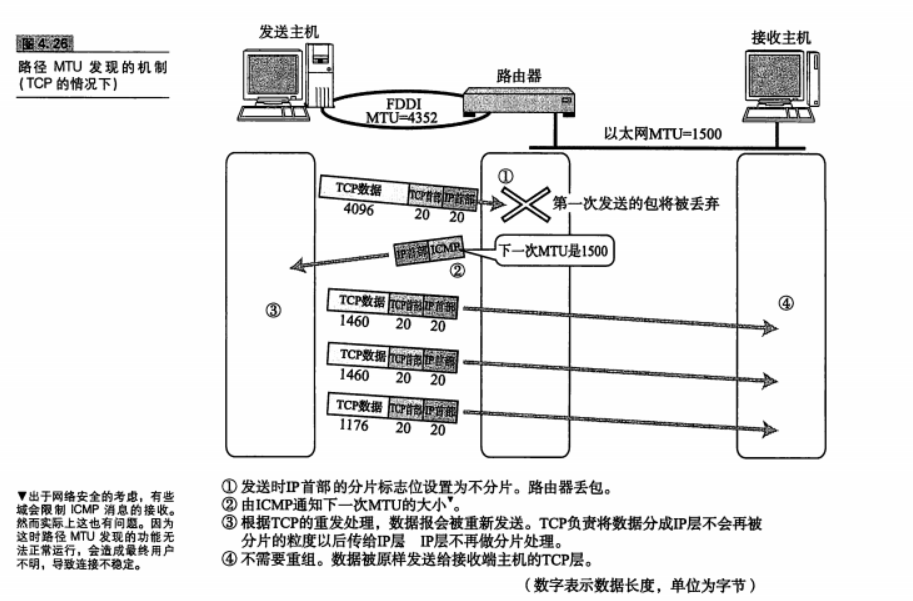 图 4.26
路径 MTU 发现的机制
(TCP 的情况下)
发送主机
接收主机
路由器
FDDI
MTU=4352
以太网MTU=1500
①
TCP数据 TCP首部 IP首部
4096 20 20
第一次发送的包将被丢弃
IP首部 ICMP
下一次MTU是1500
②
③
④
TCP数据 TCP首部 IP首部
1460 20 20
TCP数据 TCP首部 IP首部
1460 20 20
TCP数据 TCP首部 IP首部
1176 20 20
▼出于网络安全的考虑，有些
域会限制 ICMP 消息的接收。
然而实际上这也有问题。因为
这时路径 MTU 发现的功能无
法正常运行，会造成最终用户
不明，导致连接不稳定。
① 发送时IP首部的分片标志位设置为不分片。路由器丢包。
② 由ICMP通知下一次MTU的大小▼。
③ 根据TCP的重发处理，数据报会被重新发送。TCP负责将数据分成IP层不会再被
分片的粒度以后传给IP层 IP层不再做分片处理。
④ 不需要重组。数据被原样发送给接收端主机的TCP层。
（数字表示数据长度，单位为字节）